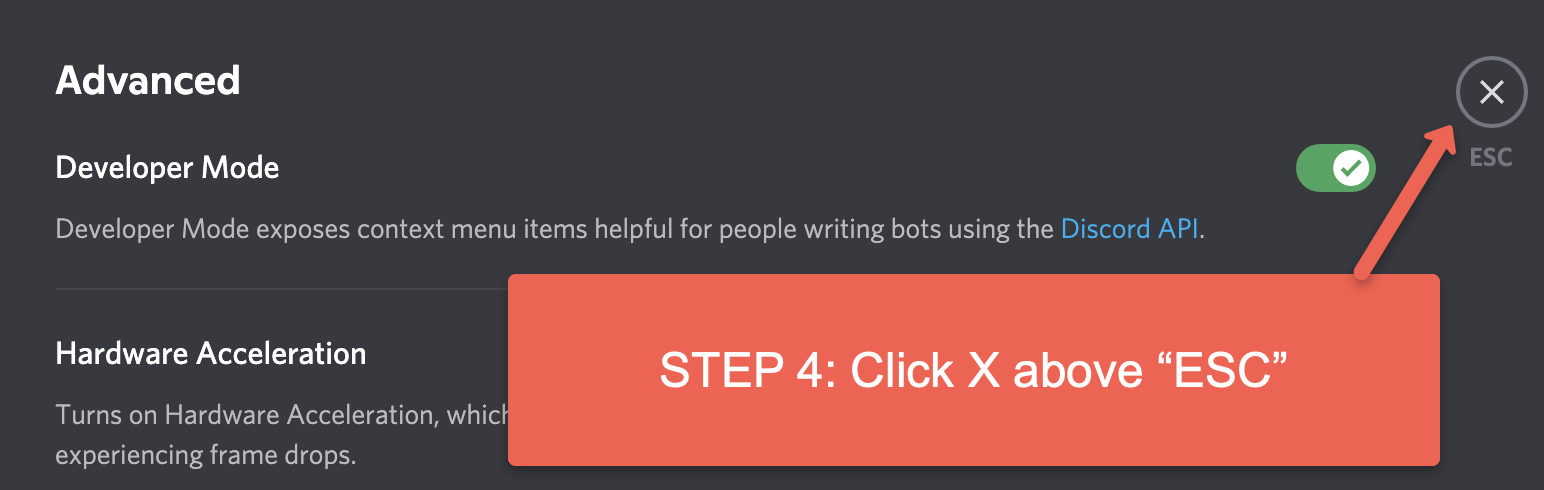 Advanced
Developer Mode
ESC
Developer Mode exposes context menu items helpful for people writing bots using the Discord API.
Hardware Acceleration
STEP 4: Click X above “ESC”
Turns on Hardware Acceleration, which
experiencing frame drops.